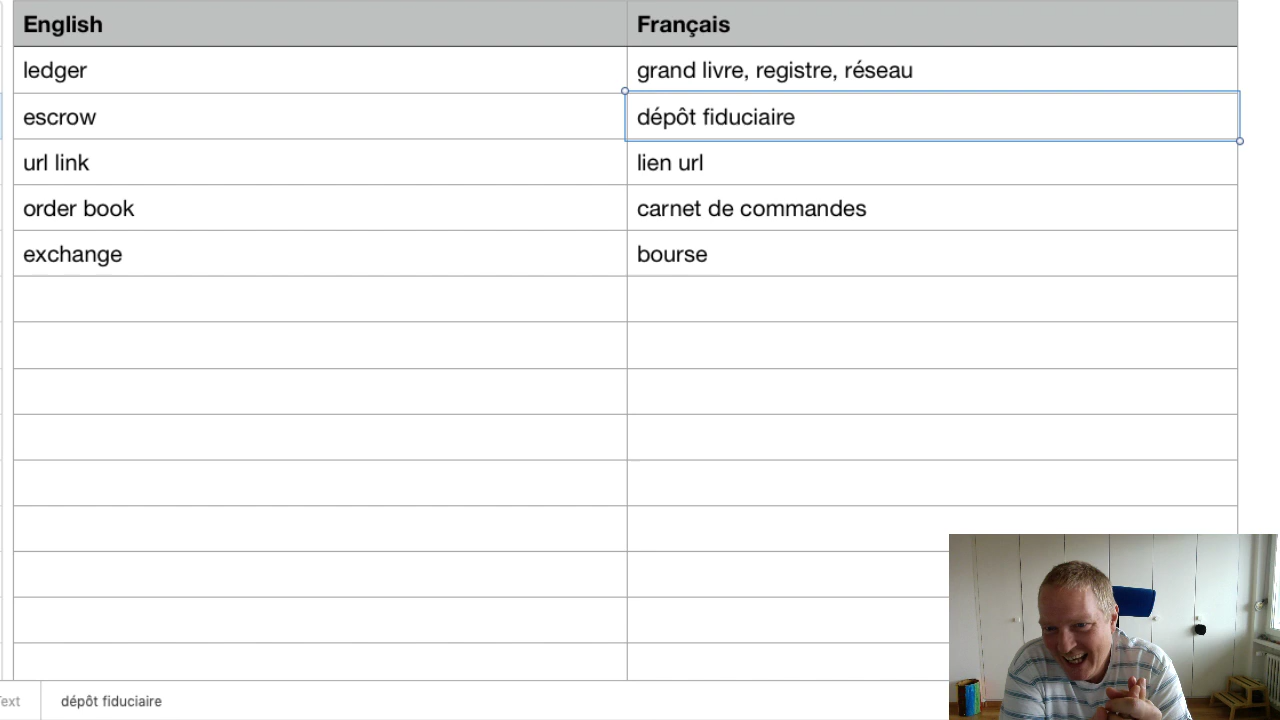 English Français
ledger grand livre, registre, réseau
escrow dépôt fiduciaire
url link lien url
order book carnet de commandes
exchange bourse
dépôt fiduciaire